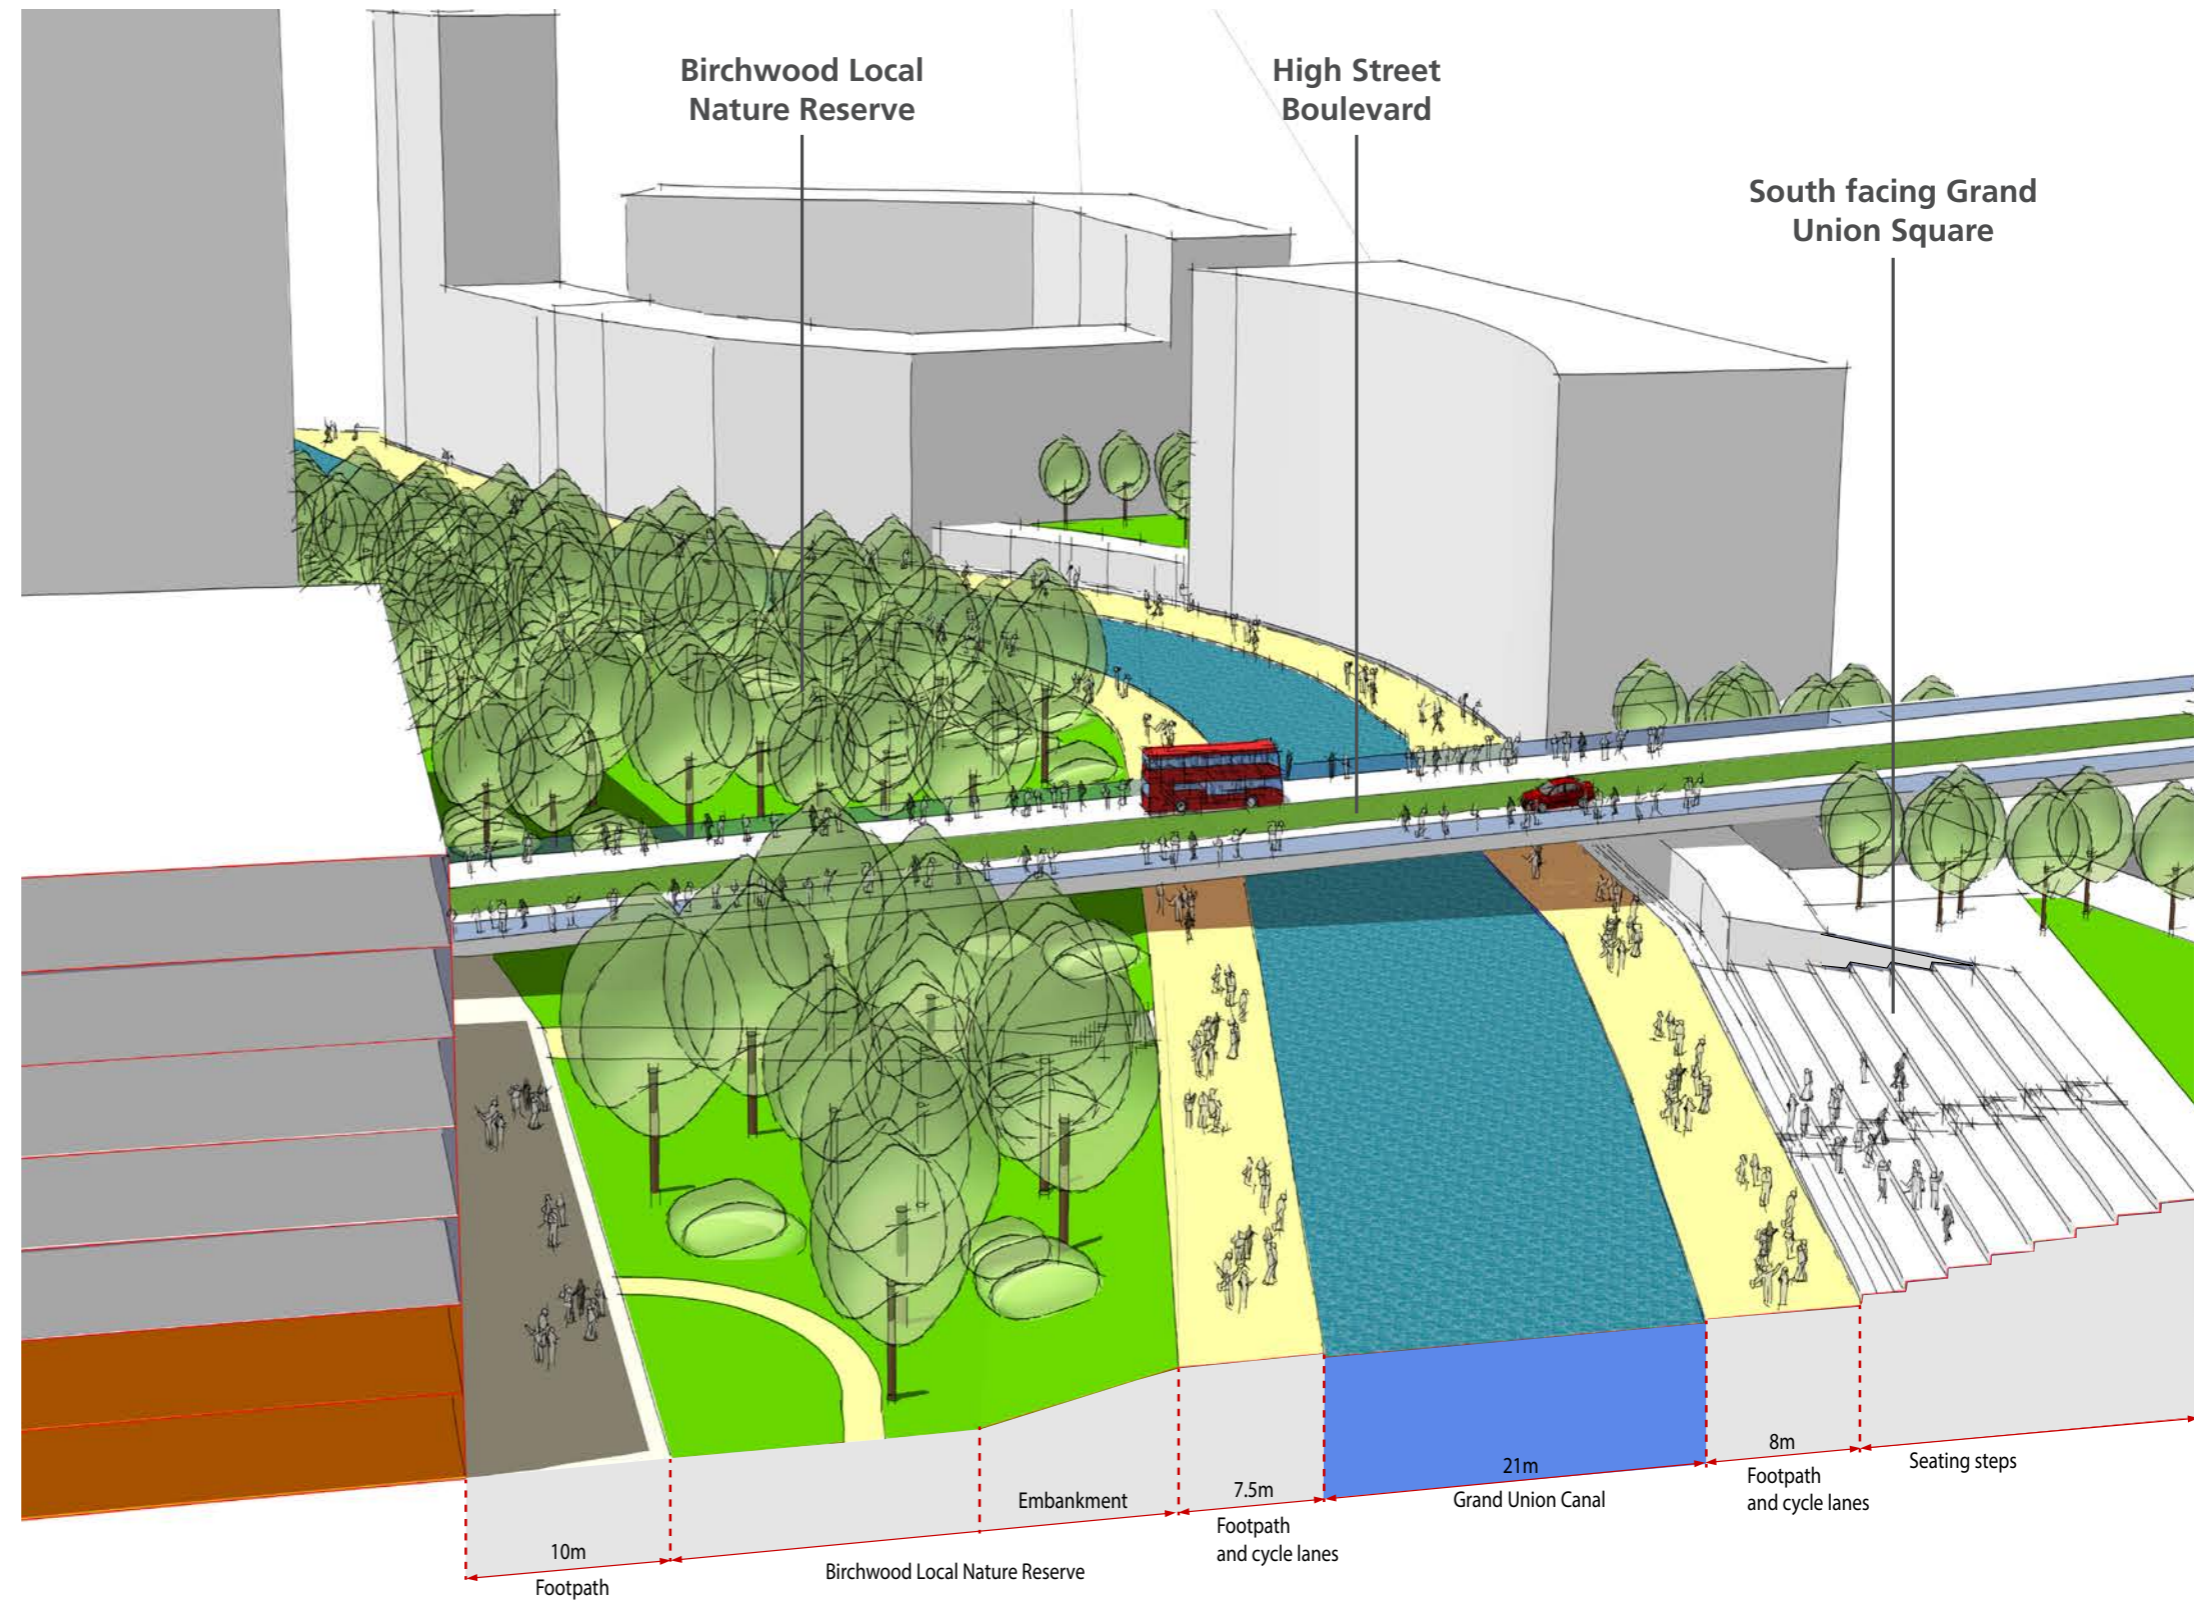 Birchwood Local
Nature Reserve
High Street
Boulevard
South facing Grand
Union Square
10m
Footpath
Birchwood Local Nature Reserve
Embankment
7.5m
Footpath
and cycle lanes
21m
Grand Union Canal
8m
Footpath
and cycle lanes
Seating steps